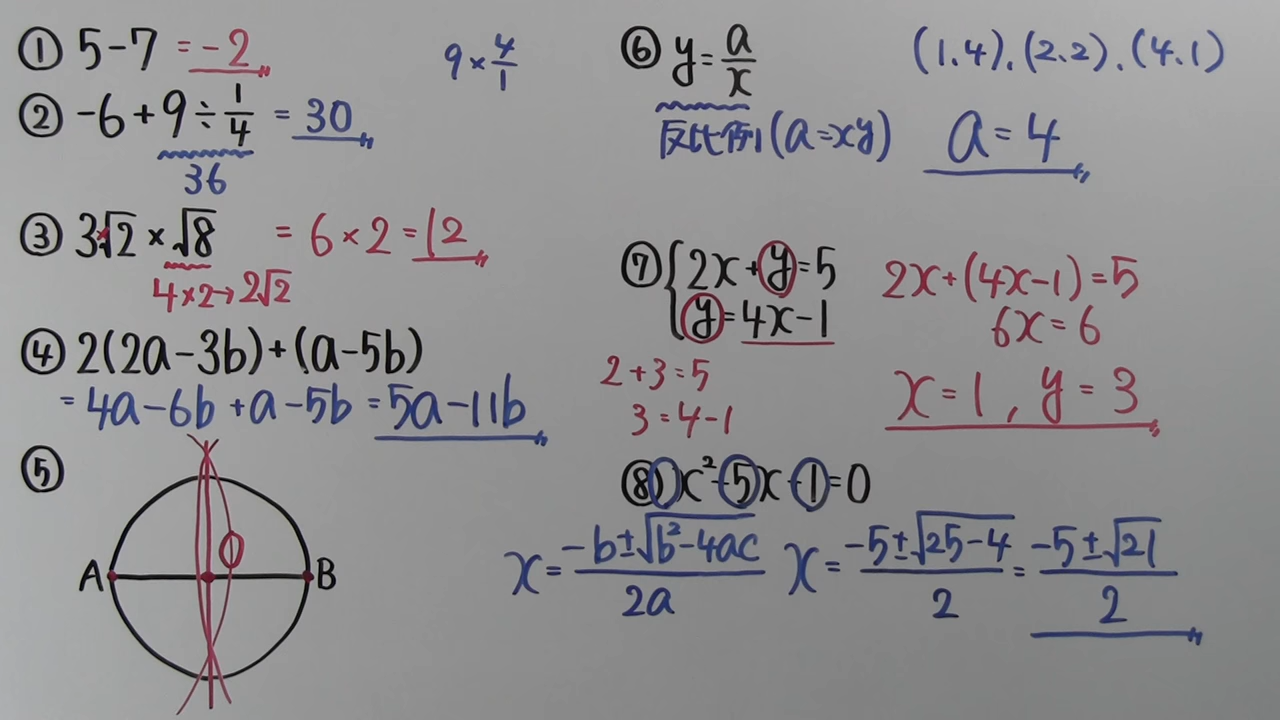 ① 5-7 = -2
9 × 4/1
② -6+9÷1/4 = 30
36
③ 3√2 × √8 = 6×2=12
4×2→2√2
④ 2(2a-3b)+(a-5b)
= 4a-6b+a-5b = 5a-11b
⑤
O
A B
⑥ y=a/x (1.4).(2.2).(4.1)
反比例(a=xy) a=4
⑦ {2x+y=5 2x+(4x-1)=5
y=4x-1 6x=6
2+3=5
3=4-1 x=1, y=3
⑧ x²+5x+1=0
x=(-b±√(b²-4ac))/2a x=(-5±√(25-4))/2=(-5±√21)/2